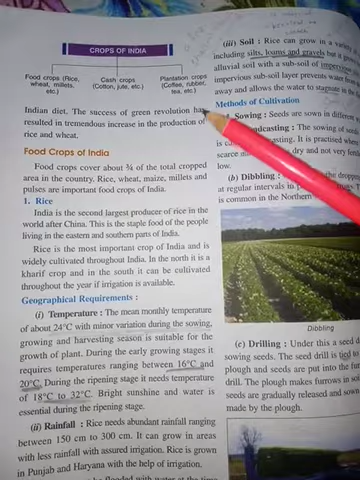 CROPS OF INDIA
Food crops (Rice,
wheat, millets,
etc.)
Cash crops
(Cotton, jute, etc.)
Plantation crops
(Coffee, rubber,
tea, etc.)
Indian diet. The success of green revolution has
resulted in tremendous increase in the production of
rice and wheat.
Food Crops of India
Food crops cover about ¾ of the total cropped
area in the country. Rice, wheat, maize, millets and
pulses are important food crops of India.
1. Rice
India is the second largest producer of rice in the
world after China. This is the staple food of the people
living in the eastern and southern parts of India.
Rice is the most important crop of India and is
widely cultivated throughout India. In the north it is a
kharif crop and in the south it can be cultivated
throughout the year if irrigation is available.
Geographical Requirements :
(i) Temperature : The mean monthly temperature
of about 24°C with minor variation during the sowing,
growing and harvesting season is suitable for the
growth of plant. During the early growing stages it
requires temperatures ranging between 16°C and
20°C. During the ripening stage it needs temperature
of 18°C to 32°C. Bright sunshine and water is
essential during the ripening stage.
(ii) Rainfall : Rice needs abundant rainfall ranging
between 150 cm to 300 cm. It can grow in areas
with less rainfall with assured irrigation. Rice is grown
in Punjab and Haryana with the help of irrigation.
be flooded with water at the time
(iii) Soil : Rice can grow in a
including silts, loams and gravels but
alluvial soil with a sub-soil of impervious
impervious sub-soil layer prevents water from
away and allows the water to stagnate in the
Methods of Cultivation
Sowing : Seeds are sown in different
casting : The sowing of
is casting. It is practised where
scarce dry and not very
low.
(b) Dibbling : the dropping
at regular intervals in
is common in the Northern
Dibbling
(c) Drilling : Under this a seed
sowing seeds. The seed drill is tied to
plough and seeds are put into the
drill. The plough makes furrows in soil
seeds are gradually released and sown
made by the plough.